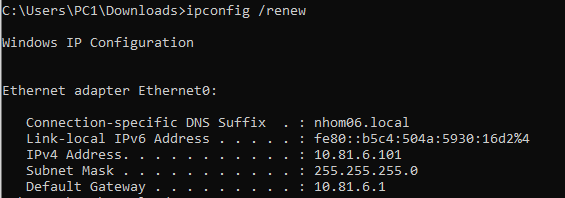 C:\Users\PC1\Downloads>ipconfig /renew
Windows IP Configuration
Ethernet adapter Ethernet0:
Connection-specific DNS Suffix  . : nhom06.local
Link-local IPv6 Address . . . . . : fe80::b5c4:504a:5930:16d2%4
IPv4 Address. . . . . . . . . . . : 10.81.6.101
Subnet Mask . . . . . . . . . . . : 255.255.255.0
Default Gateway . . . . . . . . . : 10.81.6.1